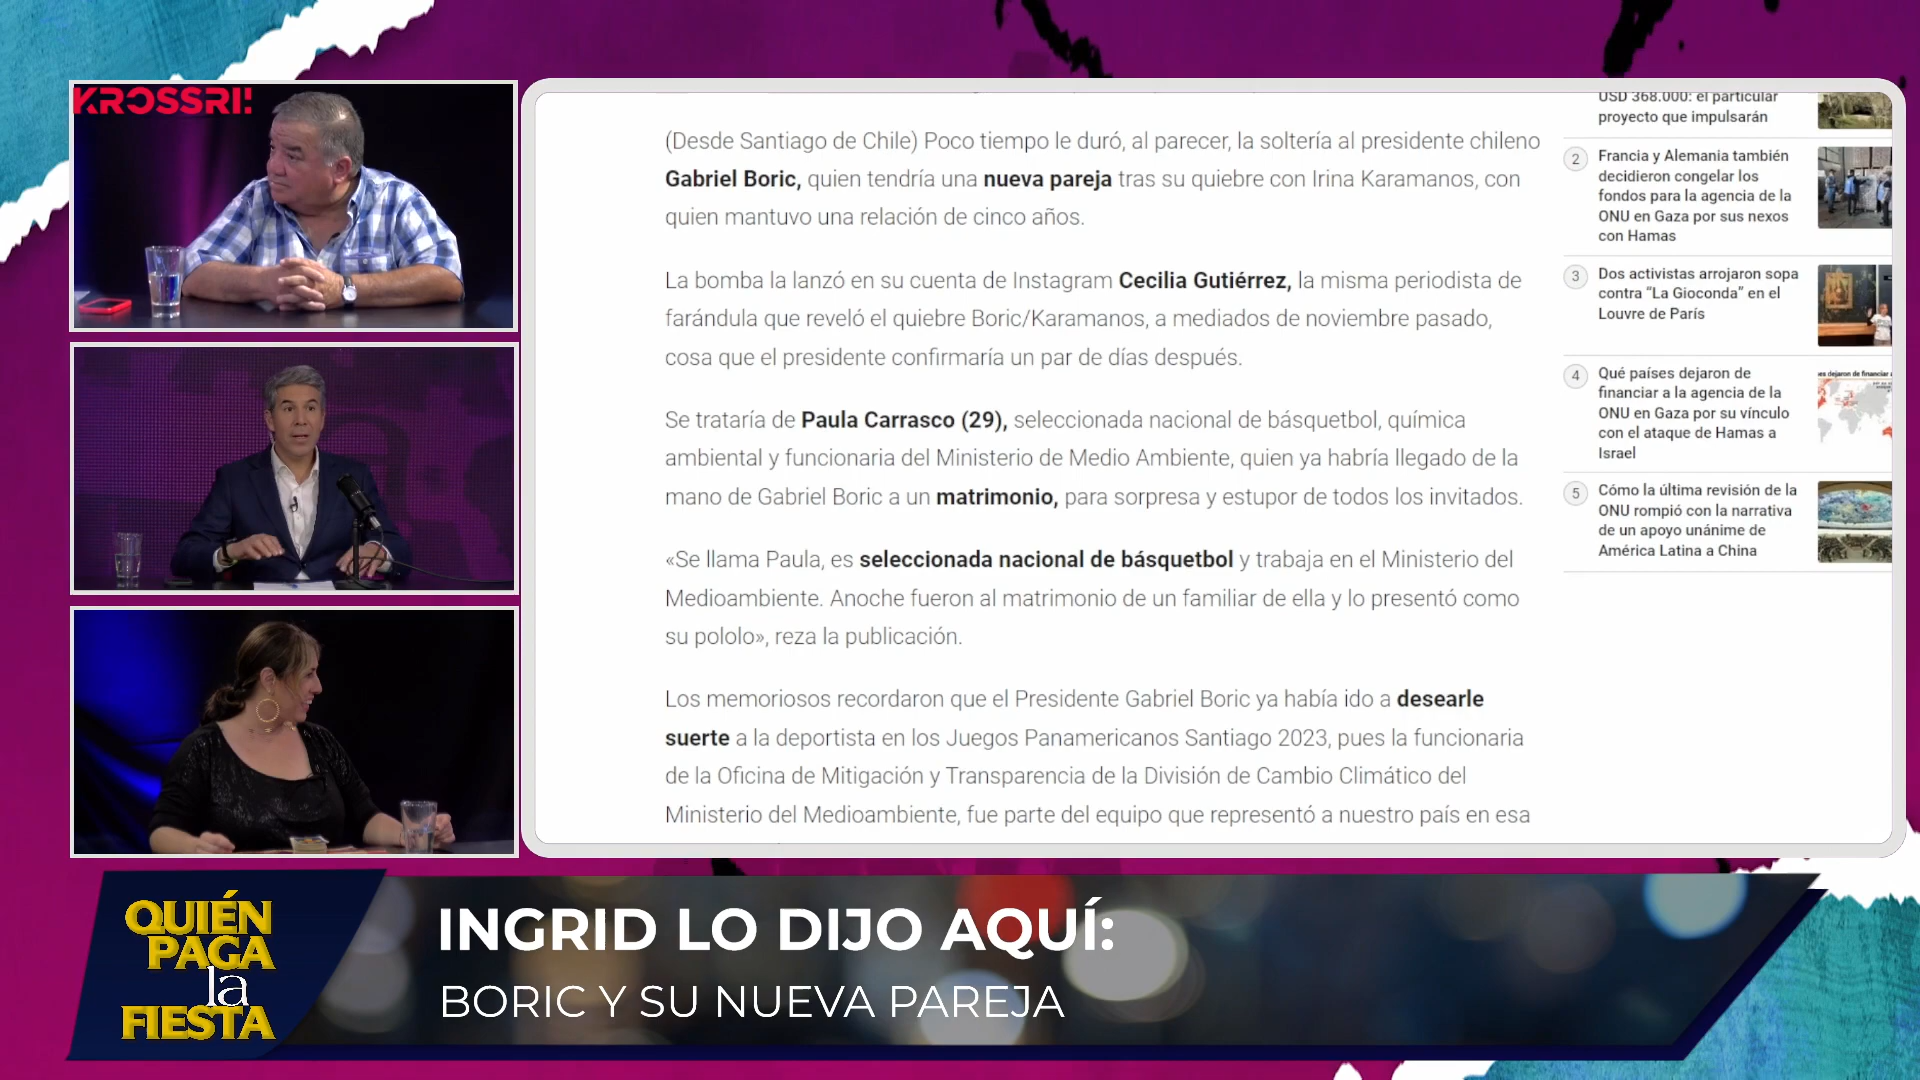 KROSSRI!
(Desde Santiago de Chile) Poco tiempo le duró, al parecer, la soltería al presidente chileno
Gabriel Boric, quien tendría una nueva pareja tras su quiebre con Irina Karamanos, con
quien mantuvo una relación de cinco años.
La bomba la lanzó en su cuenta de Instagram Cecilia Gutiérrez, la misma periodista de
farándula que reveló el quiebre Boric/Karamanos, a mediados de noviembre pasado,
cosa que el presidente confirmaría un par de días después.
Se trataría de Paula Carrasco (29), seleccionada nacional de básquetbol, química
ambiental y funcionaria del Ministerio de Medio Ambiente, quien ya habría llegado de la
mano de Gabriel Boric a un matrimonio, para sorpresa y estupor de todos los invitados.
«Se llama Paula, es seleccionada nacional de básquetbol y trabaja en el Ministerio del
Medioambiente. Anoche fueron al matrimonio de un familiar de ella y lo presentó como
su pololo», reza la publicación.
Los memoriosos recordaron que el Presidente Gabriel Boric ya había ido a desearle
suerte a la deportista en los Juegos Panamericanos Santiago 2023, pues la funcionaria
de la Oficina de Mitigación y Transparencia de la División de Cambio Climático del
Ministerio del Medioambiente, fue parte del equipo que representó a nuestro país en esa
USD 368.000: el particular
proyecto que impulsarán
2
Francia y Alemania también
decidieron congelar los
fondos para la agencia de la
ONU en Gaza por sus nexos
con Hamas
3
Dos activistas arrojaron sopa
contra “La Gioconda” en el
Louvre de París
4
Qué países dejaron de
financiar a la agencia de la
ONU en Gaza por su vínculo
con el ataque de Hamas a
Israel
es dejaron de financiar
5
Cómo la última revisión de la
ONU rompió con la narrativa
de un apoyo unánime de
América Latina a China
QUIÉN
PAGA
la
FIESTA
INGRID LO DIJO AQUÍ:
BORIC Y SU NUEVA PAREJA